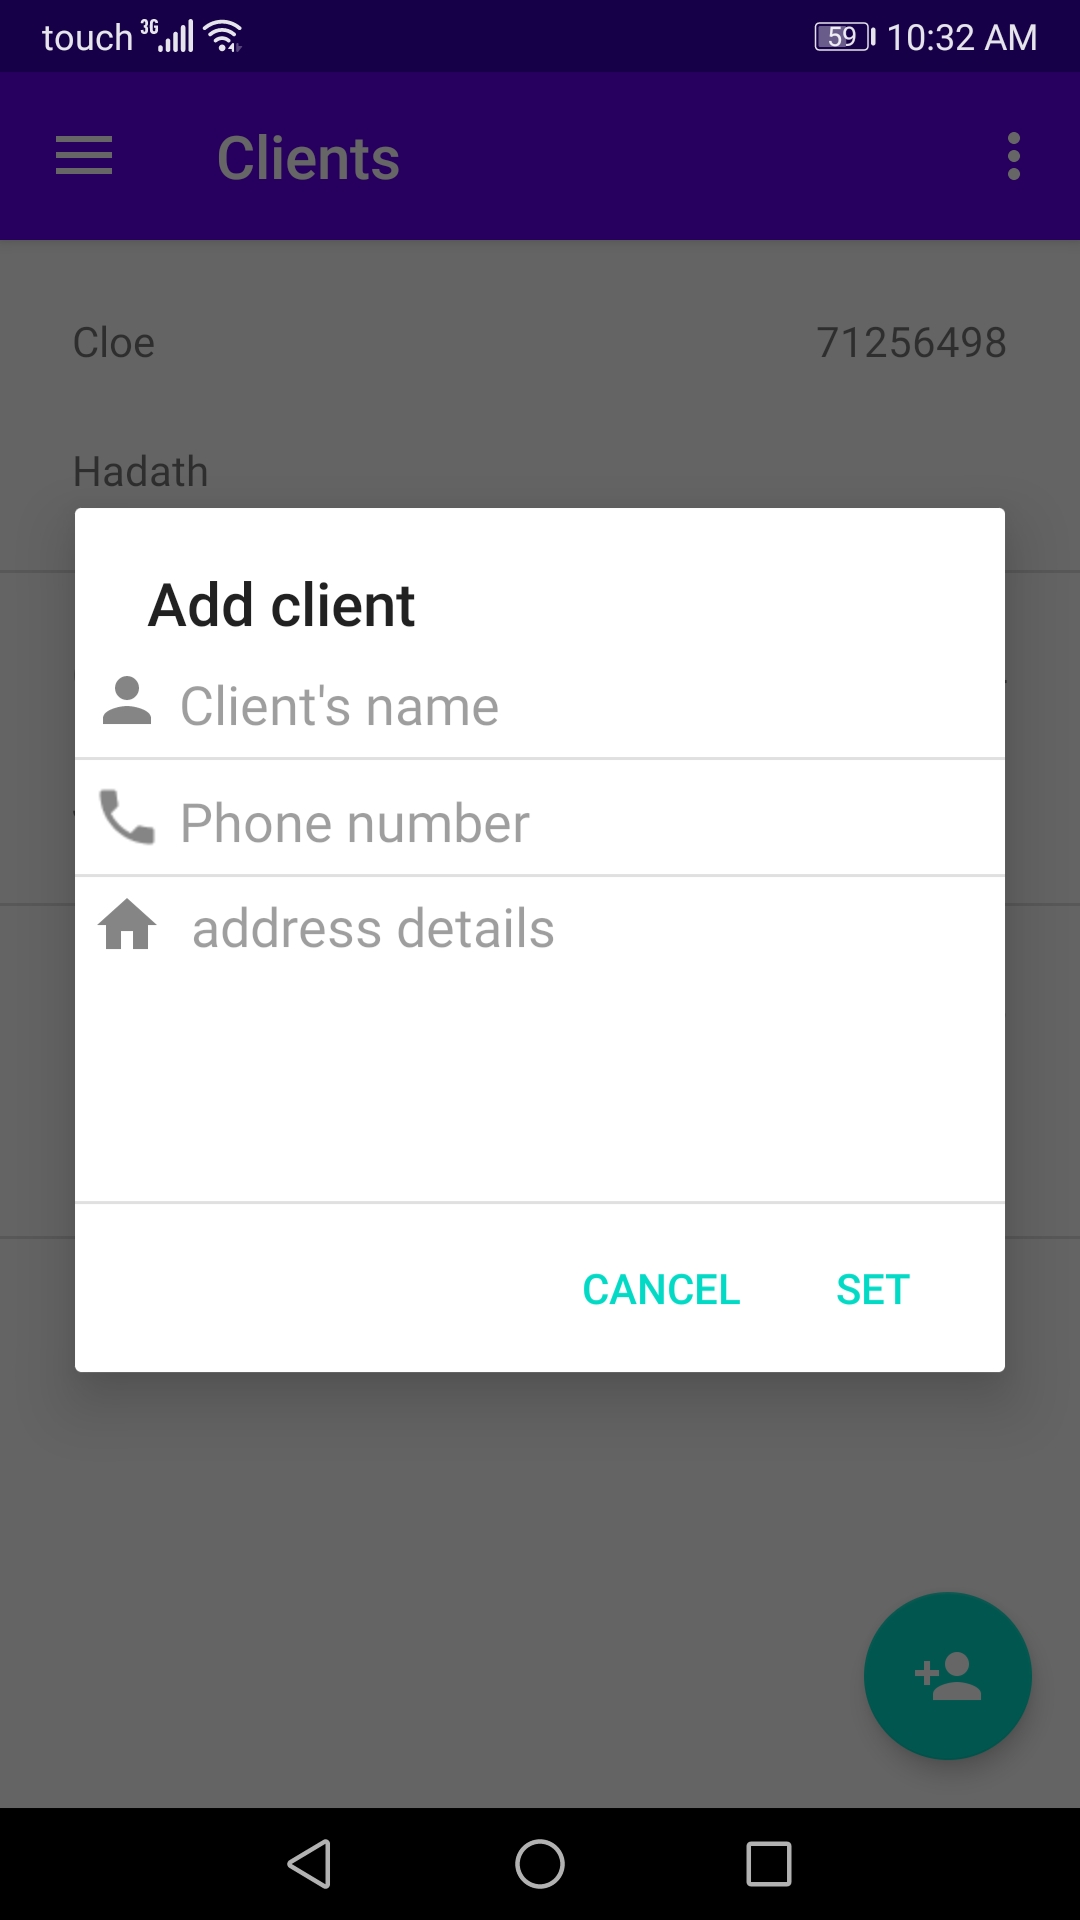 touch 3G 59 10:32 AM
Clients
Cloe 71256498
Hadath
Add client
Client's name
Phone number
address details
CANCEL SET